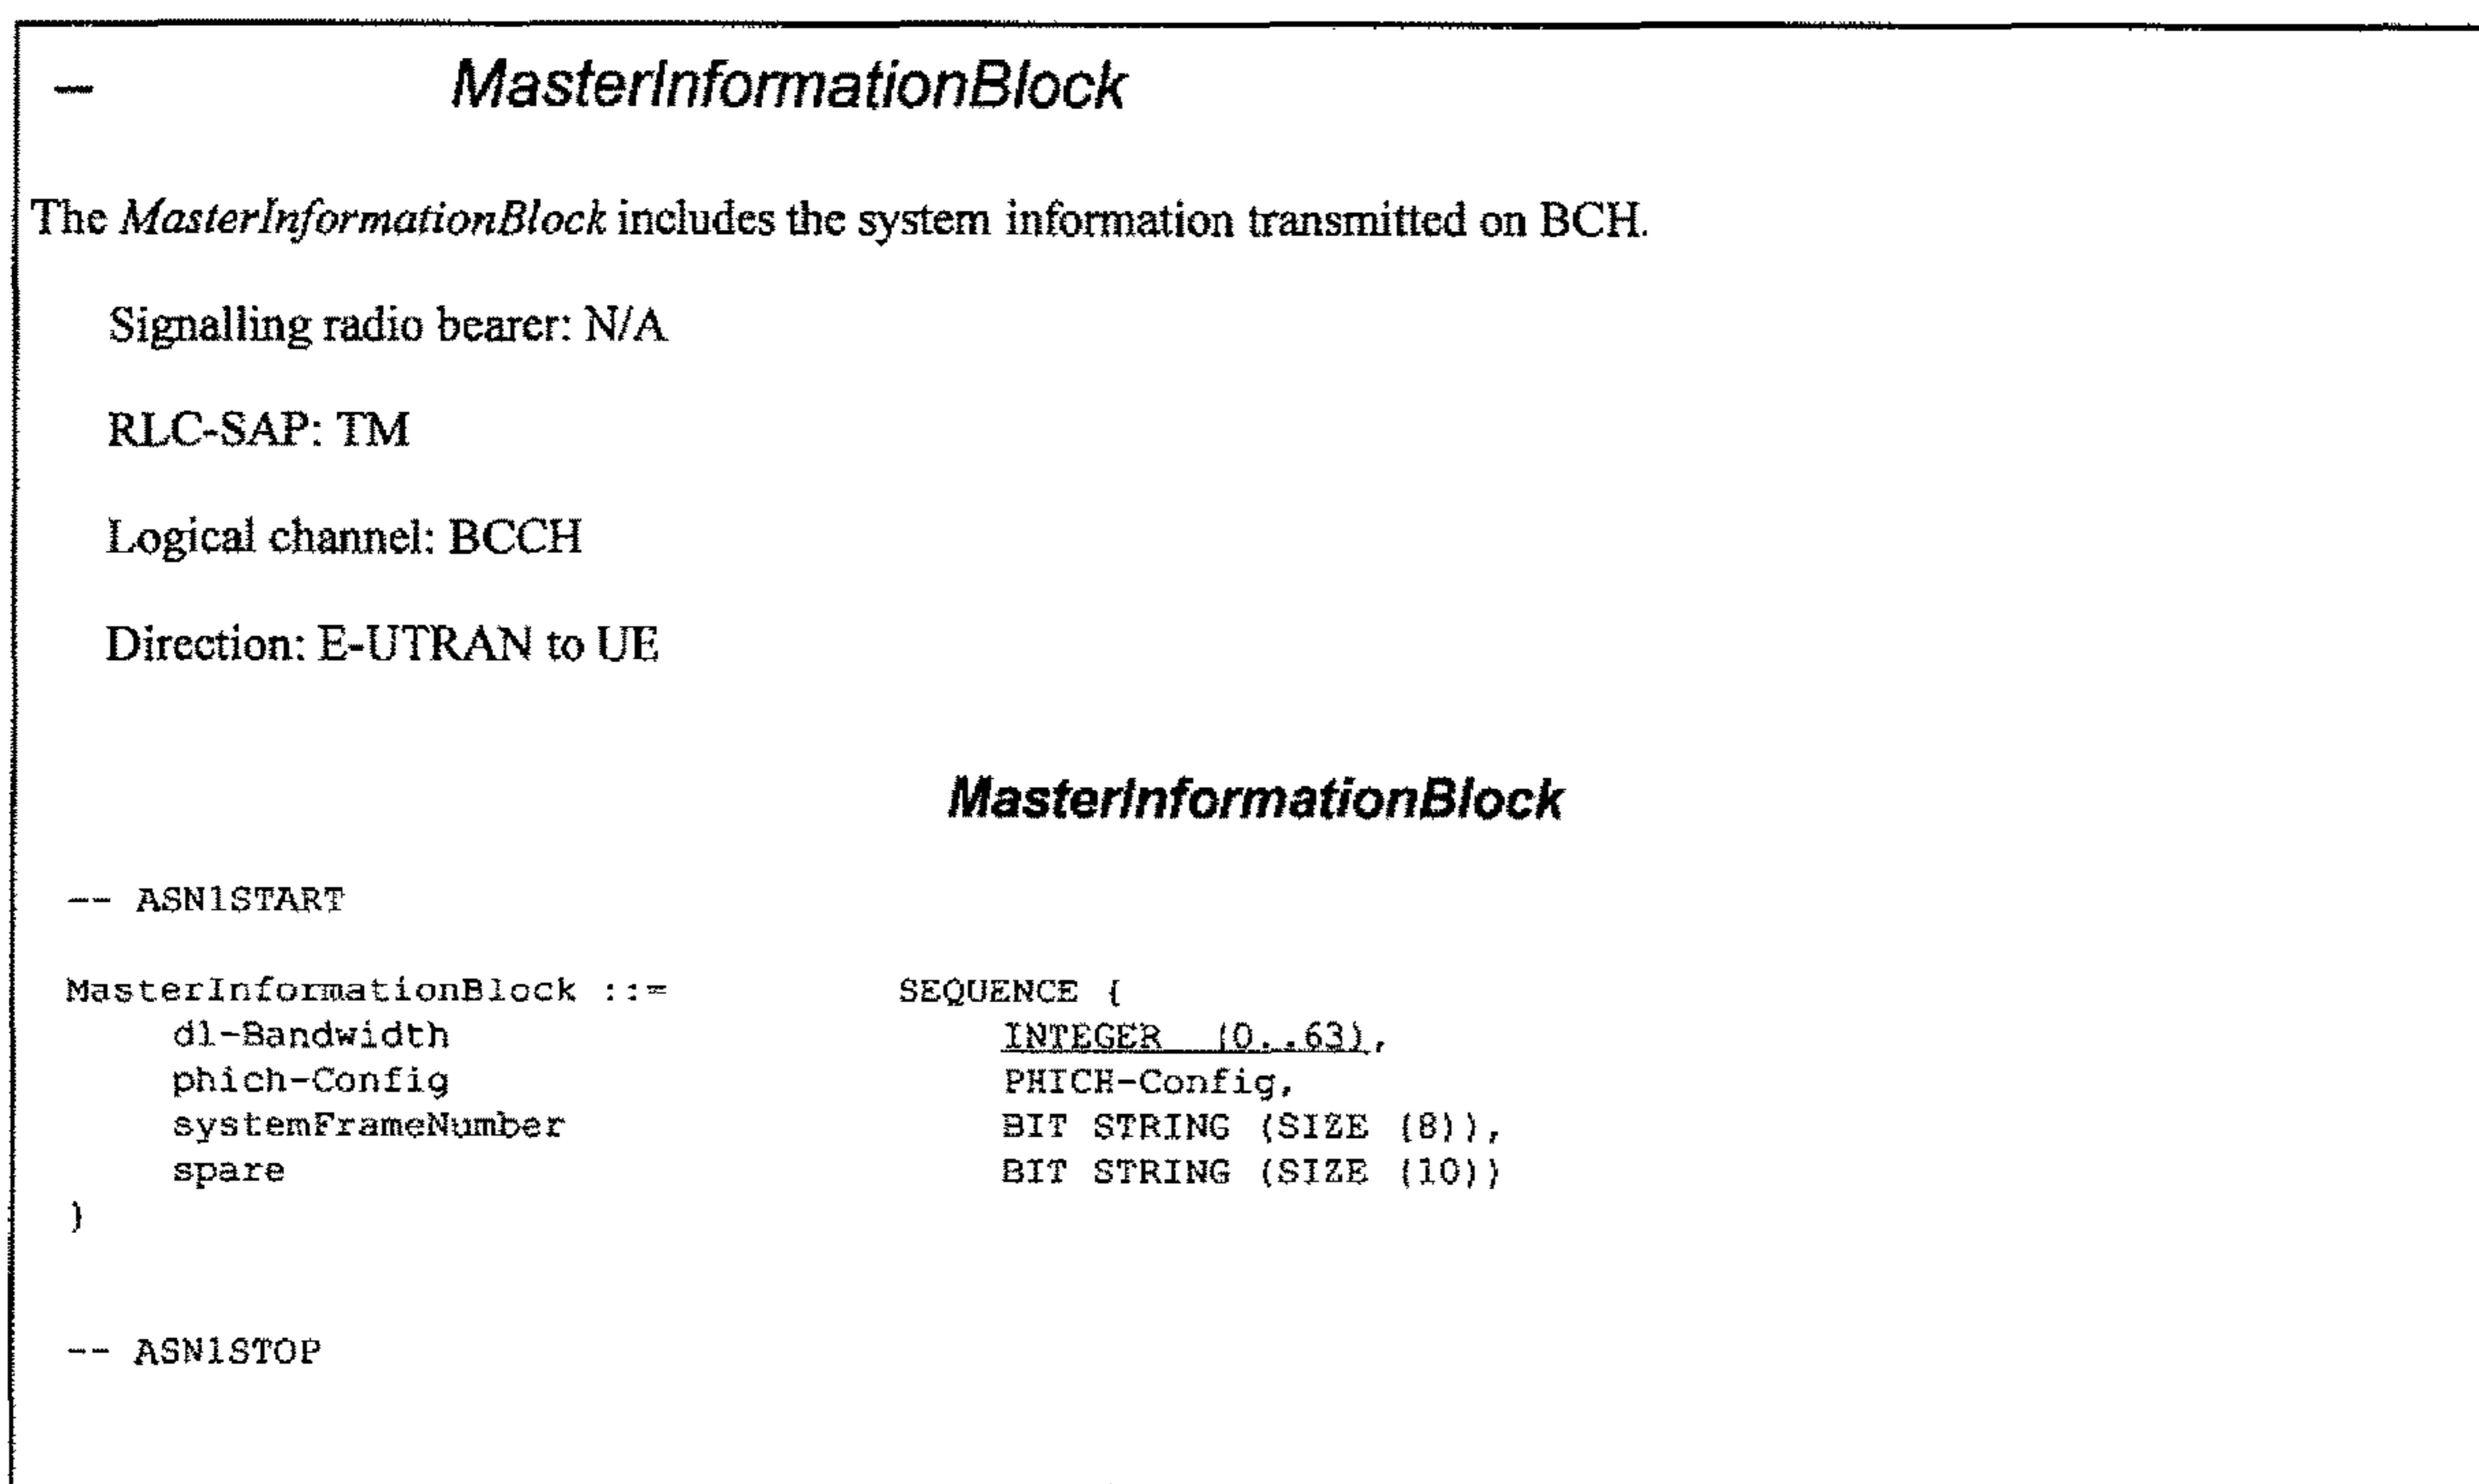 – MasterInformationBlock
The MasterInformationBlock includes the system information transmitted on BCH.
Signalling radio bearer: N/A
RLC-SAP: TM
Logical channel: BCCH
Direction: E-UTRAN to UE
MasterInformationBlock
-- ASN1START
MasterInformationBlock ::= SEQUENCE {
dl-Bandwidth INTEGER (0..63),
phich-Config PHICH-Config,
systemFrameNumber BIT STRING (SIZE (8)),
spare BIT STRING (SIZE (10))
}
-- ASN1STOP